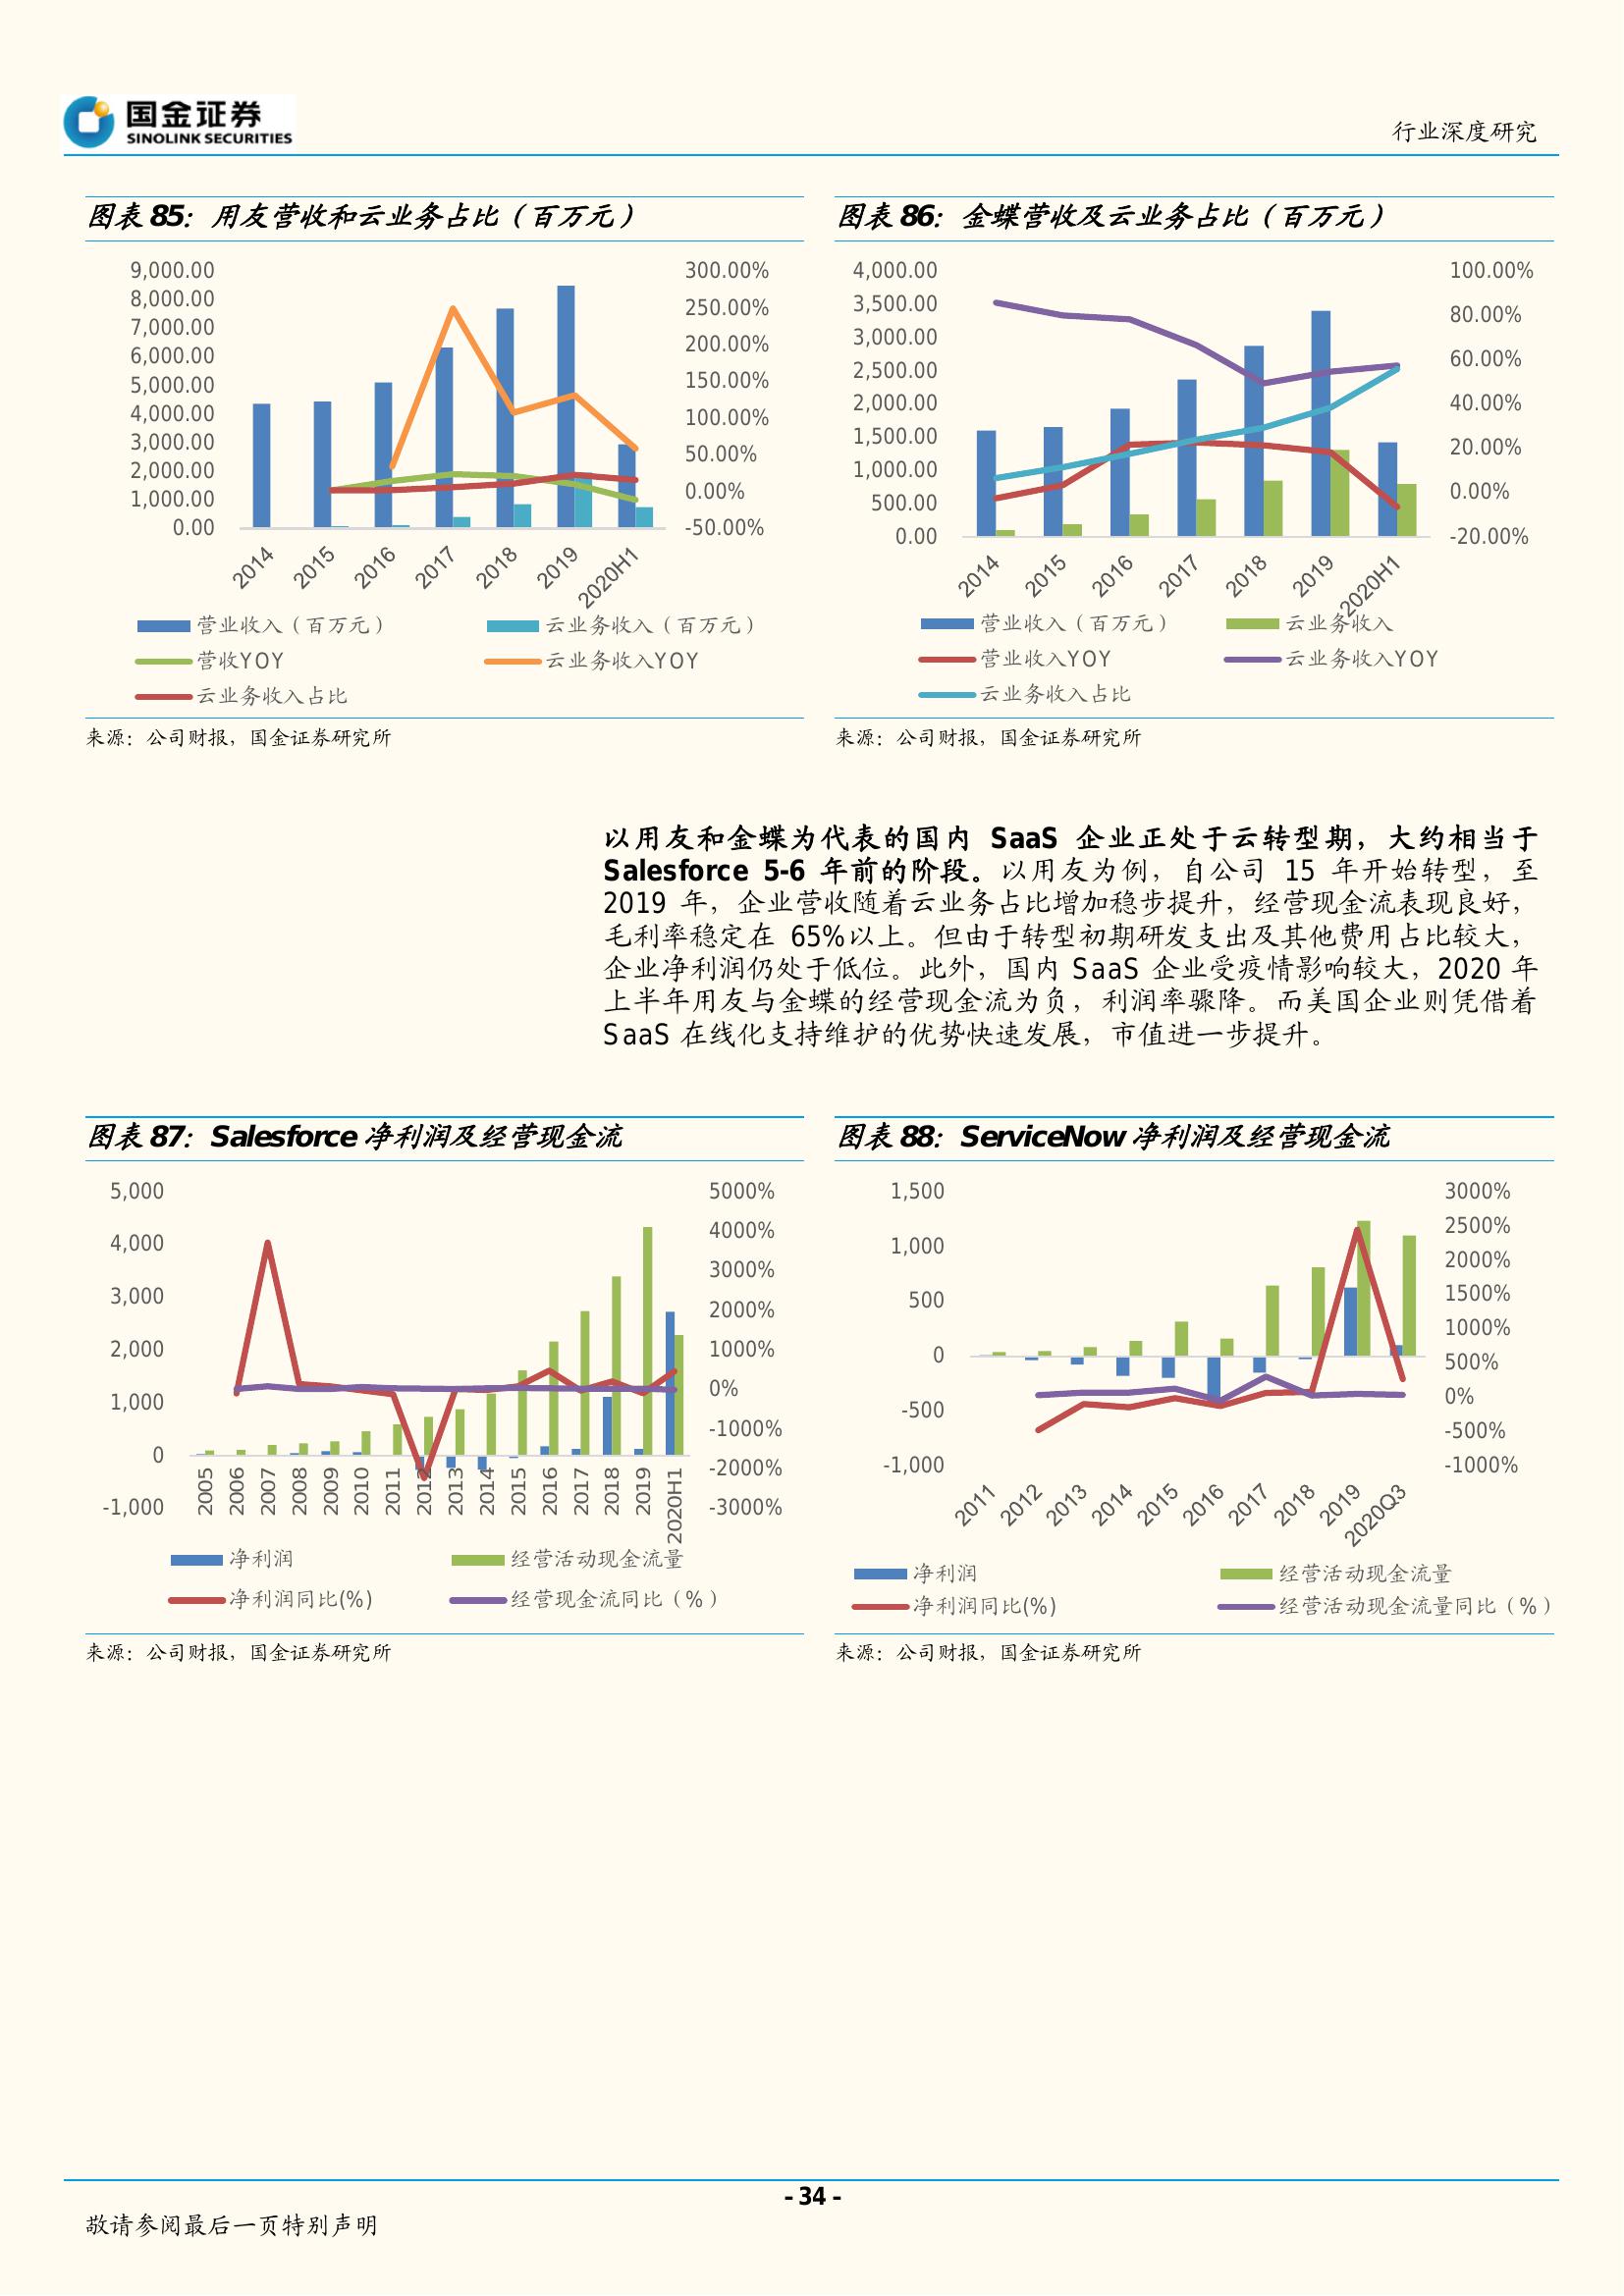 国金证券
SINOLINK SECURITIES
行业深度研究
图表 85：用友营收和云业务占比（百万元）
9,000.00
8,000.00
7,000.00
6,000.00
5,000.00
4,000.00
3,000.00
2,000.00
1,000.00
0.00
300.00%
250.00%
200.00%
150.00%
100.00%
50.00%
0.00%
-50.00%
2014
2015
2016
2017
2018
2019
2020H1
营业收入（百万元）
云业务收入（百万元）
营收YOY
云业务收入YOY
云业务收入占比
来源：公司财报，国金证券研究所
图表 86：金蝶营收及云业务占比（百万元）
4,000.00
3,500.00
3,000.00
2,500.00
2,000.00
1,500.00
1,000.00
500.00
0.00
100.00%
80.00%
60.00%
40.00%
20.00%
0.00%
-20.00%
2014
2015
2016
2017
2018
2019
2020H1
营业收入（百万元）
云业务收入
营业收入YOY
云业务收入YOY
云业务收入占比
来源：公司财报，国金证券研究所
以用友和金蝶为代表的国内 SaaS 企业正处于云转型期，大约相当于
Salesforce 5-6 年前的阶段。以用友为例，自公司 15 年开始转型，至
2019 年，企业营收随着云业务占比增加稳步提升，经营现金流表现良好，
毛利率稳定在 65%以上。但由于转型初期研发支出及其他费用占比较大，
企业净利润仍处于低位。此外，国内 SaaS 企业受疫情影响较大，2020 年
上半年用友与金蝶的经营现金流为负，利润率骤降。而美国企业则凭借着
SaaS 在线化支持维护的优势快速发展，市值进一步提升。
图表 87：Salesforce 净利润及经营现金流
5,000
4,000
3,000
2,000
1,000
0
-1,000
5000%
4000%
3000%
2000%
1000%
0%
-1000%
-2000%
-3000%
2005
2006
2007
2008
2009
2010
2011
2012
2013
2014
2015
2016
2017
2018
2019
2020H1
净利润
经营活动现金流量
净利润同比(%)
经营现金流同比（%）
来源：公司财报，国金证券研究所
图表 88：ServiceNow 净利润及经营现金流
1,500
1,000
500
0
-500
-1,000
3000%
2500%
2000%
1500%
1000%
500%
0%
-500%
-1000%
2011
2012
2013
2014
2015
2016
2017
2018
2019
2020Q3
净利润
经营活动现金流量
净利润同比(%)
经营活动现金流量同比（%）
来源：公司财报，国金证券研究所
- 34 -
敬请参阅最后一页特别声明